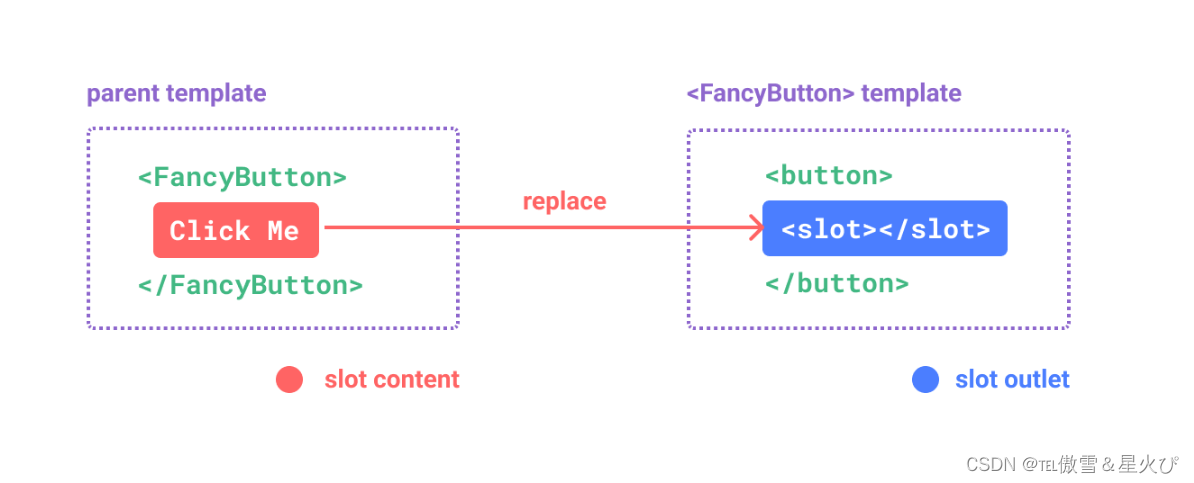 parent template
<FancyButton> template
<FancyButton>
Click Me
</FancyButton>
replace
<button>
<slot></slot>
</button>
slot content
slot outlet
CSDN @℡傲雪＆星火ぴ